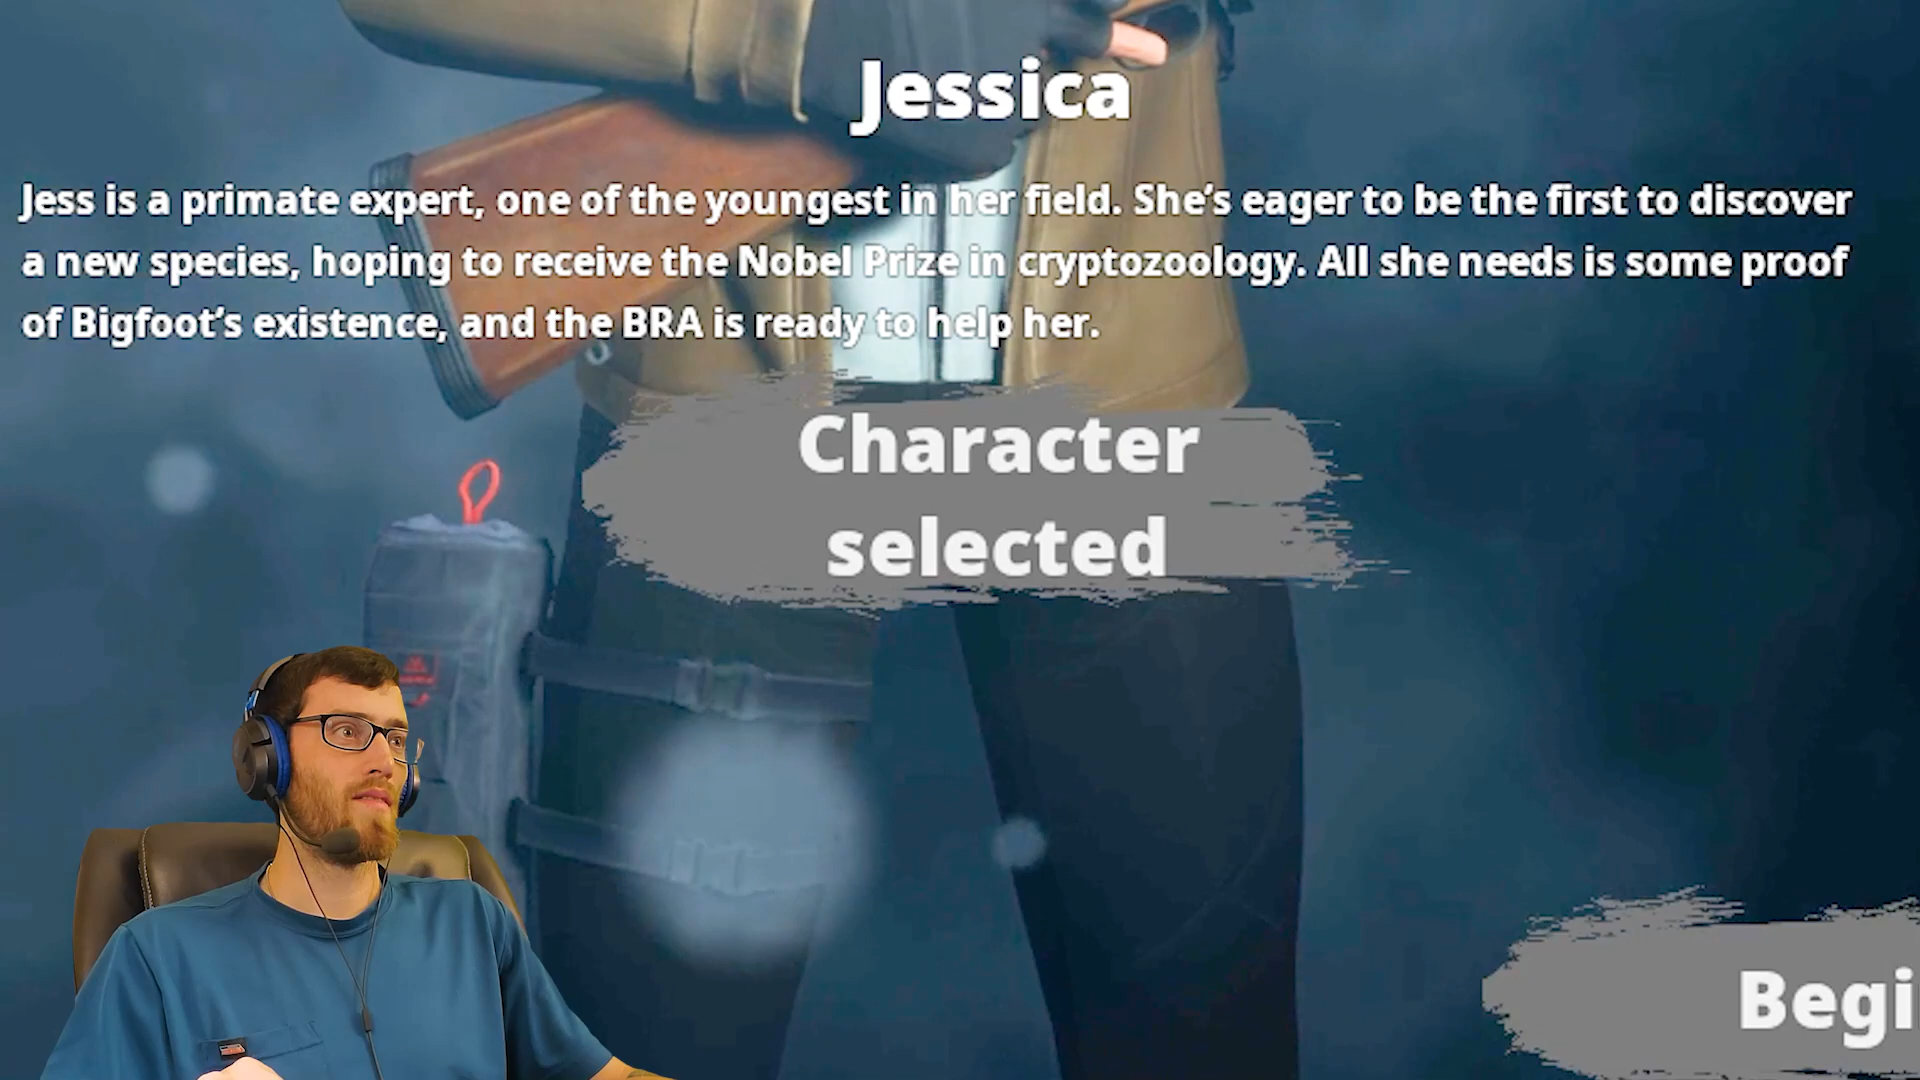 Jessica
Jess is a primate expert, one of the youngest in her field. She’s eager to be the first to discover
a new species, hoping to receive the Nobel Prize in cryptozoology. All she needs is some proof
of Bigfoot’s existence, and the BRA is ready to help her.
Character
selected
Begi